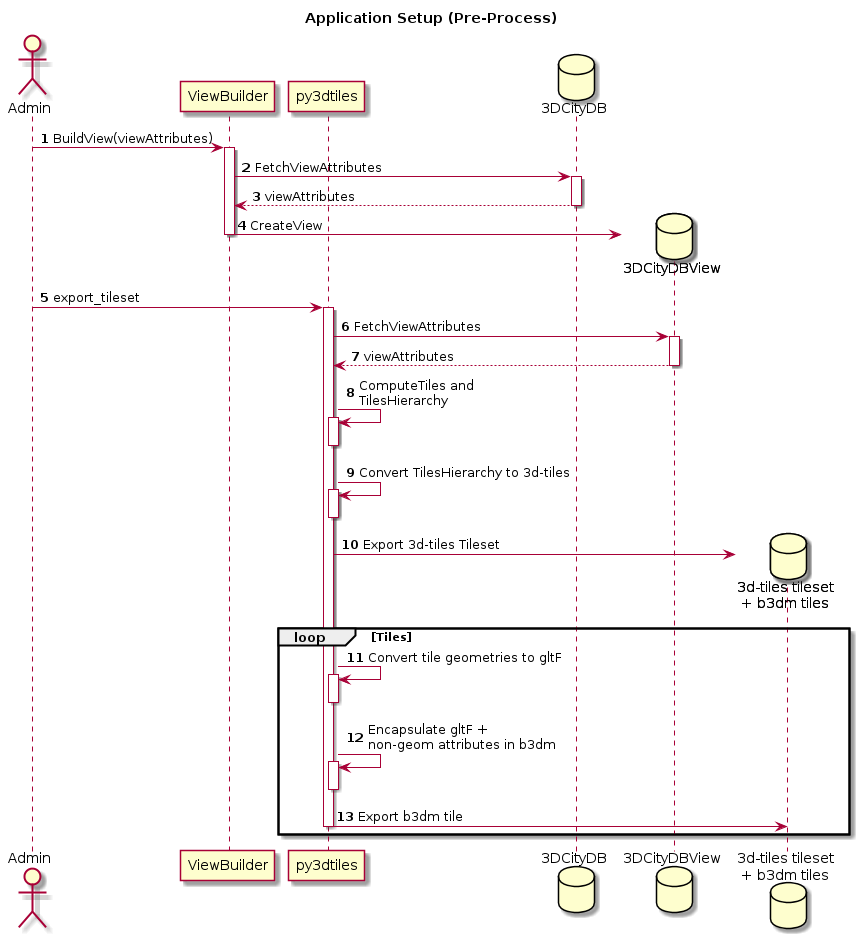 Application Setup (Pre-Process)
Admin
ViewBuilder
py3dtiles
3DCityDB
1 BuildView(viewAttributes)
2 FetchViewAttributes
3 viewAttributes
4 CreateView
3DCityDBView
5 export_tileset
6 FetchViewAttributes
7 viewAttributes
8 ComputeTiles and
TilesHierarchy
9 Convert TilesHierarchy to 3d-tiles
10 Export 3d-tiles Tileset
3d-tiles tileset
+ b3dm tiles
loop [Tiles]
11 Convert tile geometries to gltF
12 Encapsulate gltF +
non-geom attributes in b3dm
13 Export b3dm tile
Admin
ViewBuilder
py3dtiles
3DCityDB
3DCityDBView
3d-tiles tileset
+ b3dm tiles